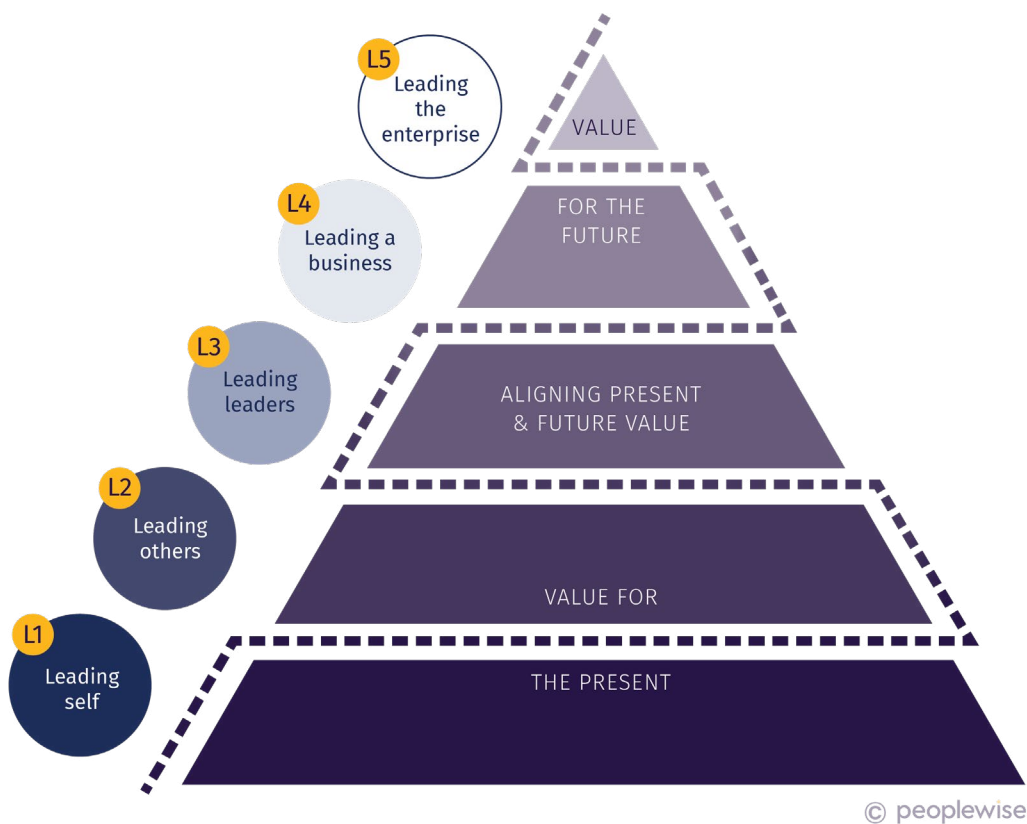 L5
Leading
the
enterprise
VALUE
L4
Leading a
business
FOR THE
FUTURE
L3
Leading
leaders
ALIGNING PRESENT
& FUTURE VALUE
L2
Leading
others
VALUE FOR
L1
Leading
self
THE PRESENT
© peoplewise